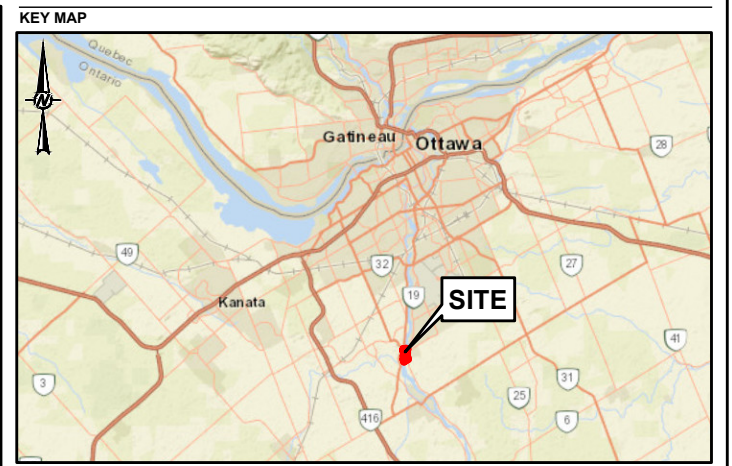 KEY MAP
Quebec
Ontario
N
Gatineau
Ottawa
28
49
32
27
19
SITE
Kanata
41
3
31
25
416
6